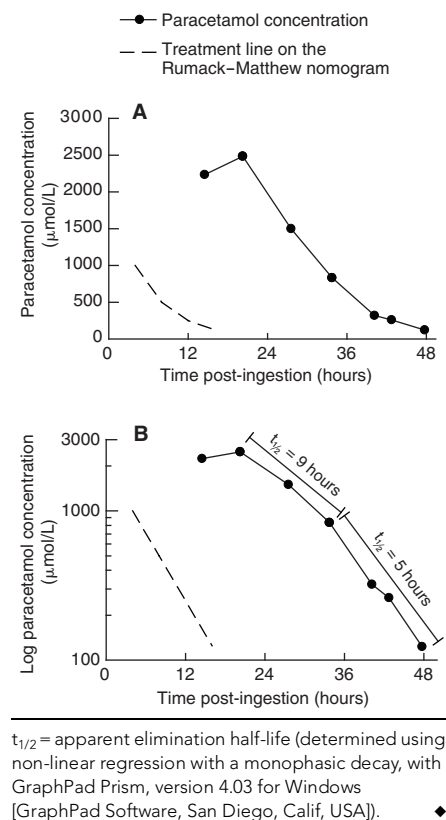 Paracetamol concentration
Treatment line on the
Rumack–Matthew nomogram
A
Paracetamol concentration
(μmol/L)
3000
2500
2000
1500
1000
500
0
0 12 24 36 48
Time post-ingestion (hours)
B
Log paracetamol concentration
(μmol/L)
3000
1000
100
t1/2 = 9 hours
t1/2 = 5 hours
0 12 24 36 48
Time post-ingestion (hours)
t1/2 = apparent elimination half-life (determined using
non-linear regression with a monophasic decay, with
GraphPad Prism, version 4.03 for Windows
[GraphPad Software, San Diego, Calif, USA]). ◆